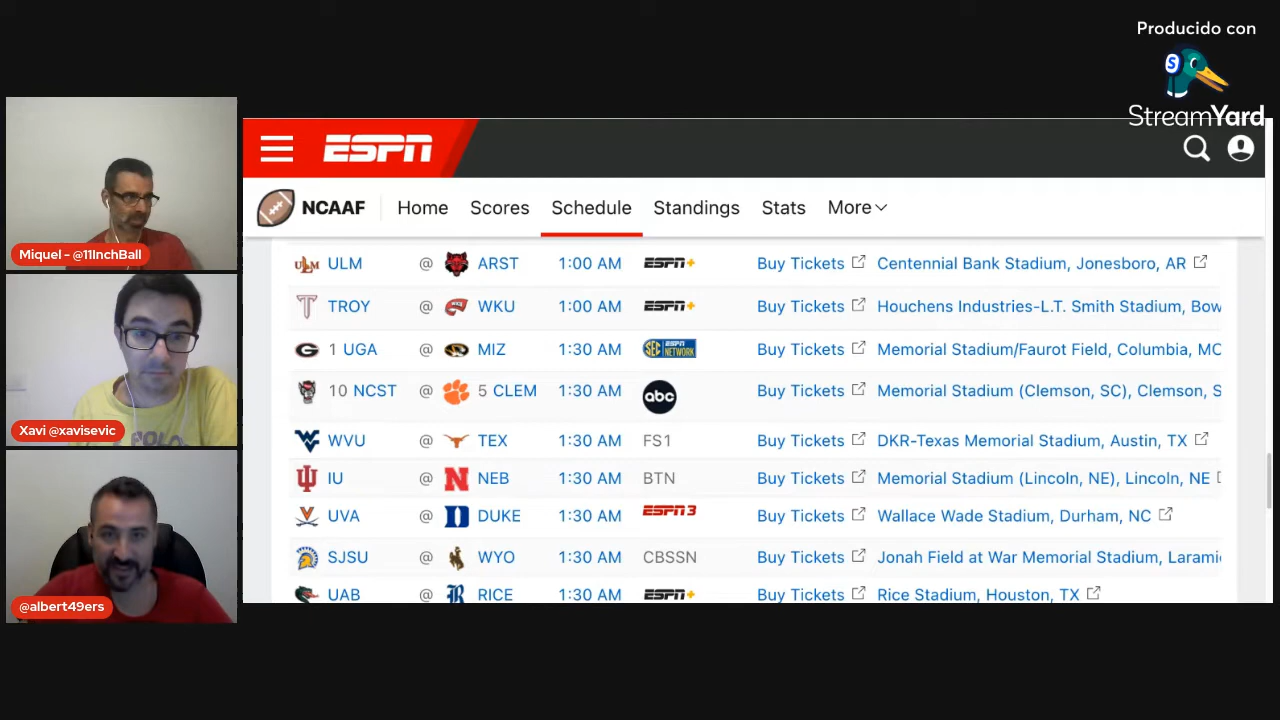 Producido con
StreamYard
Miquel - @11InchBall
Xavi @xavisevic
@albert49ers
ESPN
NCAAF Home Scores Schedule Standings Stats More
ULM ULM @ ARST 1:00 AM ESPN+ Buy Tickets Centennial Bank Stadium, Jonesboro, AR
T TROY @ WKU 1:00 AM ESPN+ Buy Tickets Houchens Industries-L.T. Smith Stadium, Bow
G 1 UGA @ MIZ 1:30 AM SEC ESPN NETWORK Buy Tickets Memorial Stadium/Faurot Field, Columbia, MO
10 NCST @ 5 CLEM 1:30 AM abc Buy Tickets Memorial Stadium (Clemson, SC), Clemson, S
WV WVU @ TEX 1:30 AM FS1 Buy Tickets DKR-Texas Memorial Stadium, Austin, TX
IU @ N NEB 1:30 AM BTN Buy Tickets Memorial Stadium (Lincoln, NE), Lincoln, NE
V UVA @ D DUKE 1:30 AM ESPN3 Buy Tickets Wallace Wade Stadium, Durham, NC
SJSU @ WYO 1:30 AM CBSSN Buy Tickets Jonah Field at War Memorial Stadium, Larami
UAB @ R RICE 1:30 AM ESPN+ Buy Tickets Rice Stadium, Houston, TX